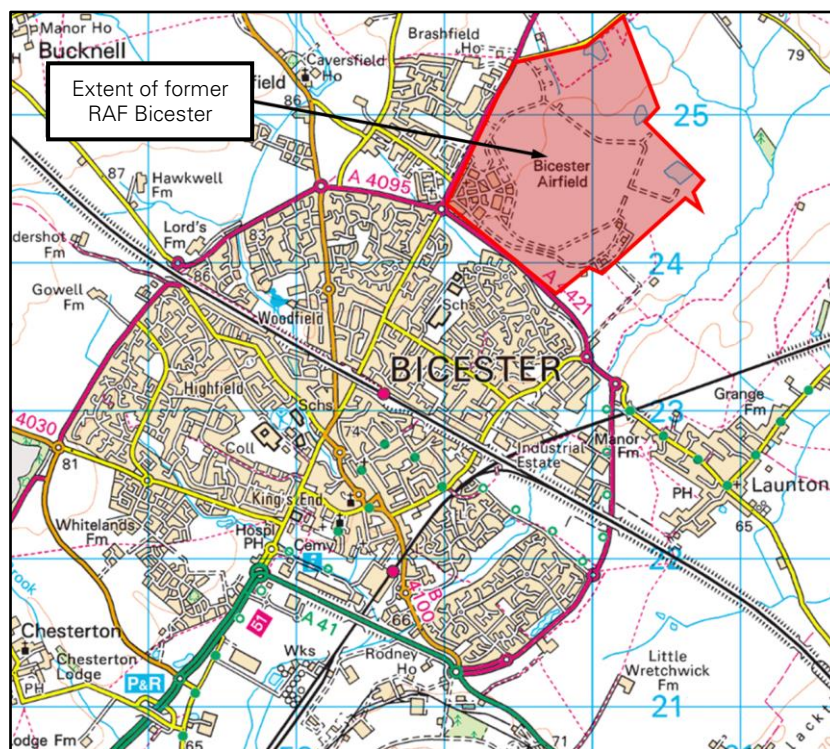 Manor Ho
Bucknell
Brashfield
Ho
Caversfield
Ho
field
86
79
Extent of former
RAF Bicester
25
Bicester
Airfield
87
Hawkwell
Fm
A 4095
Lord's
Fm
83
dershot Fm
86
24
Gowell
Fm
A 4421
Schs
Woodfield
BICESTER
Highfield
Schs
23
Grange
Fm
4030
Coll
74
Industrial
Estate
Manor
Fm
81
King's End
PH
Launton
Whitelands
Fm
Hospl
PH
Cemy
65
22
B 4100
rook
51
A 41
66
Chesterton
Chesterton
Lodge
Wks
Rodney
Ho
Little
Wretchwick
Fm
P&R
PH
21
odge Fm
65
71